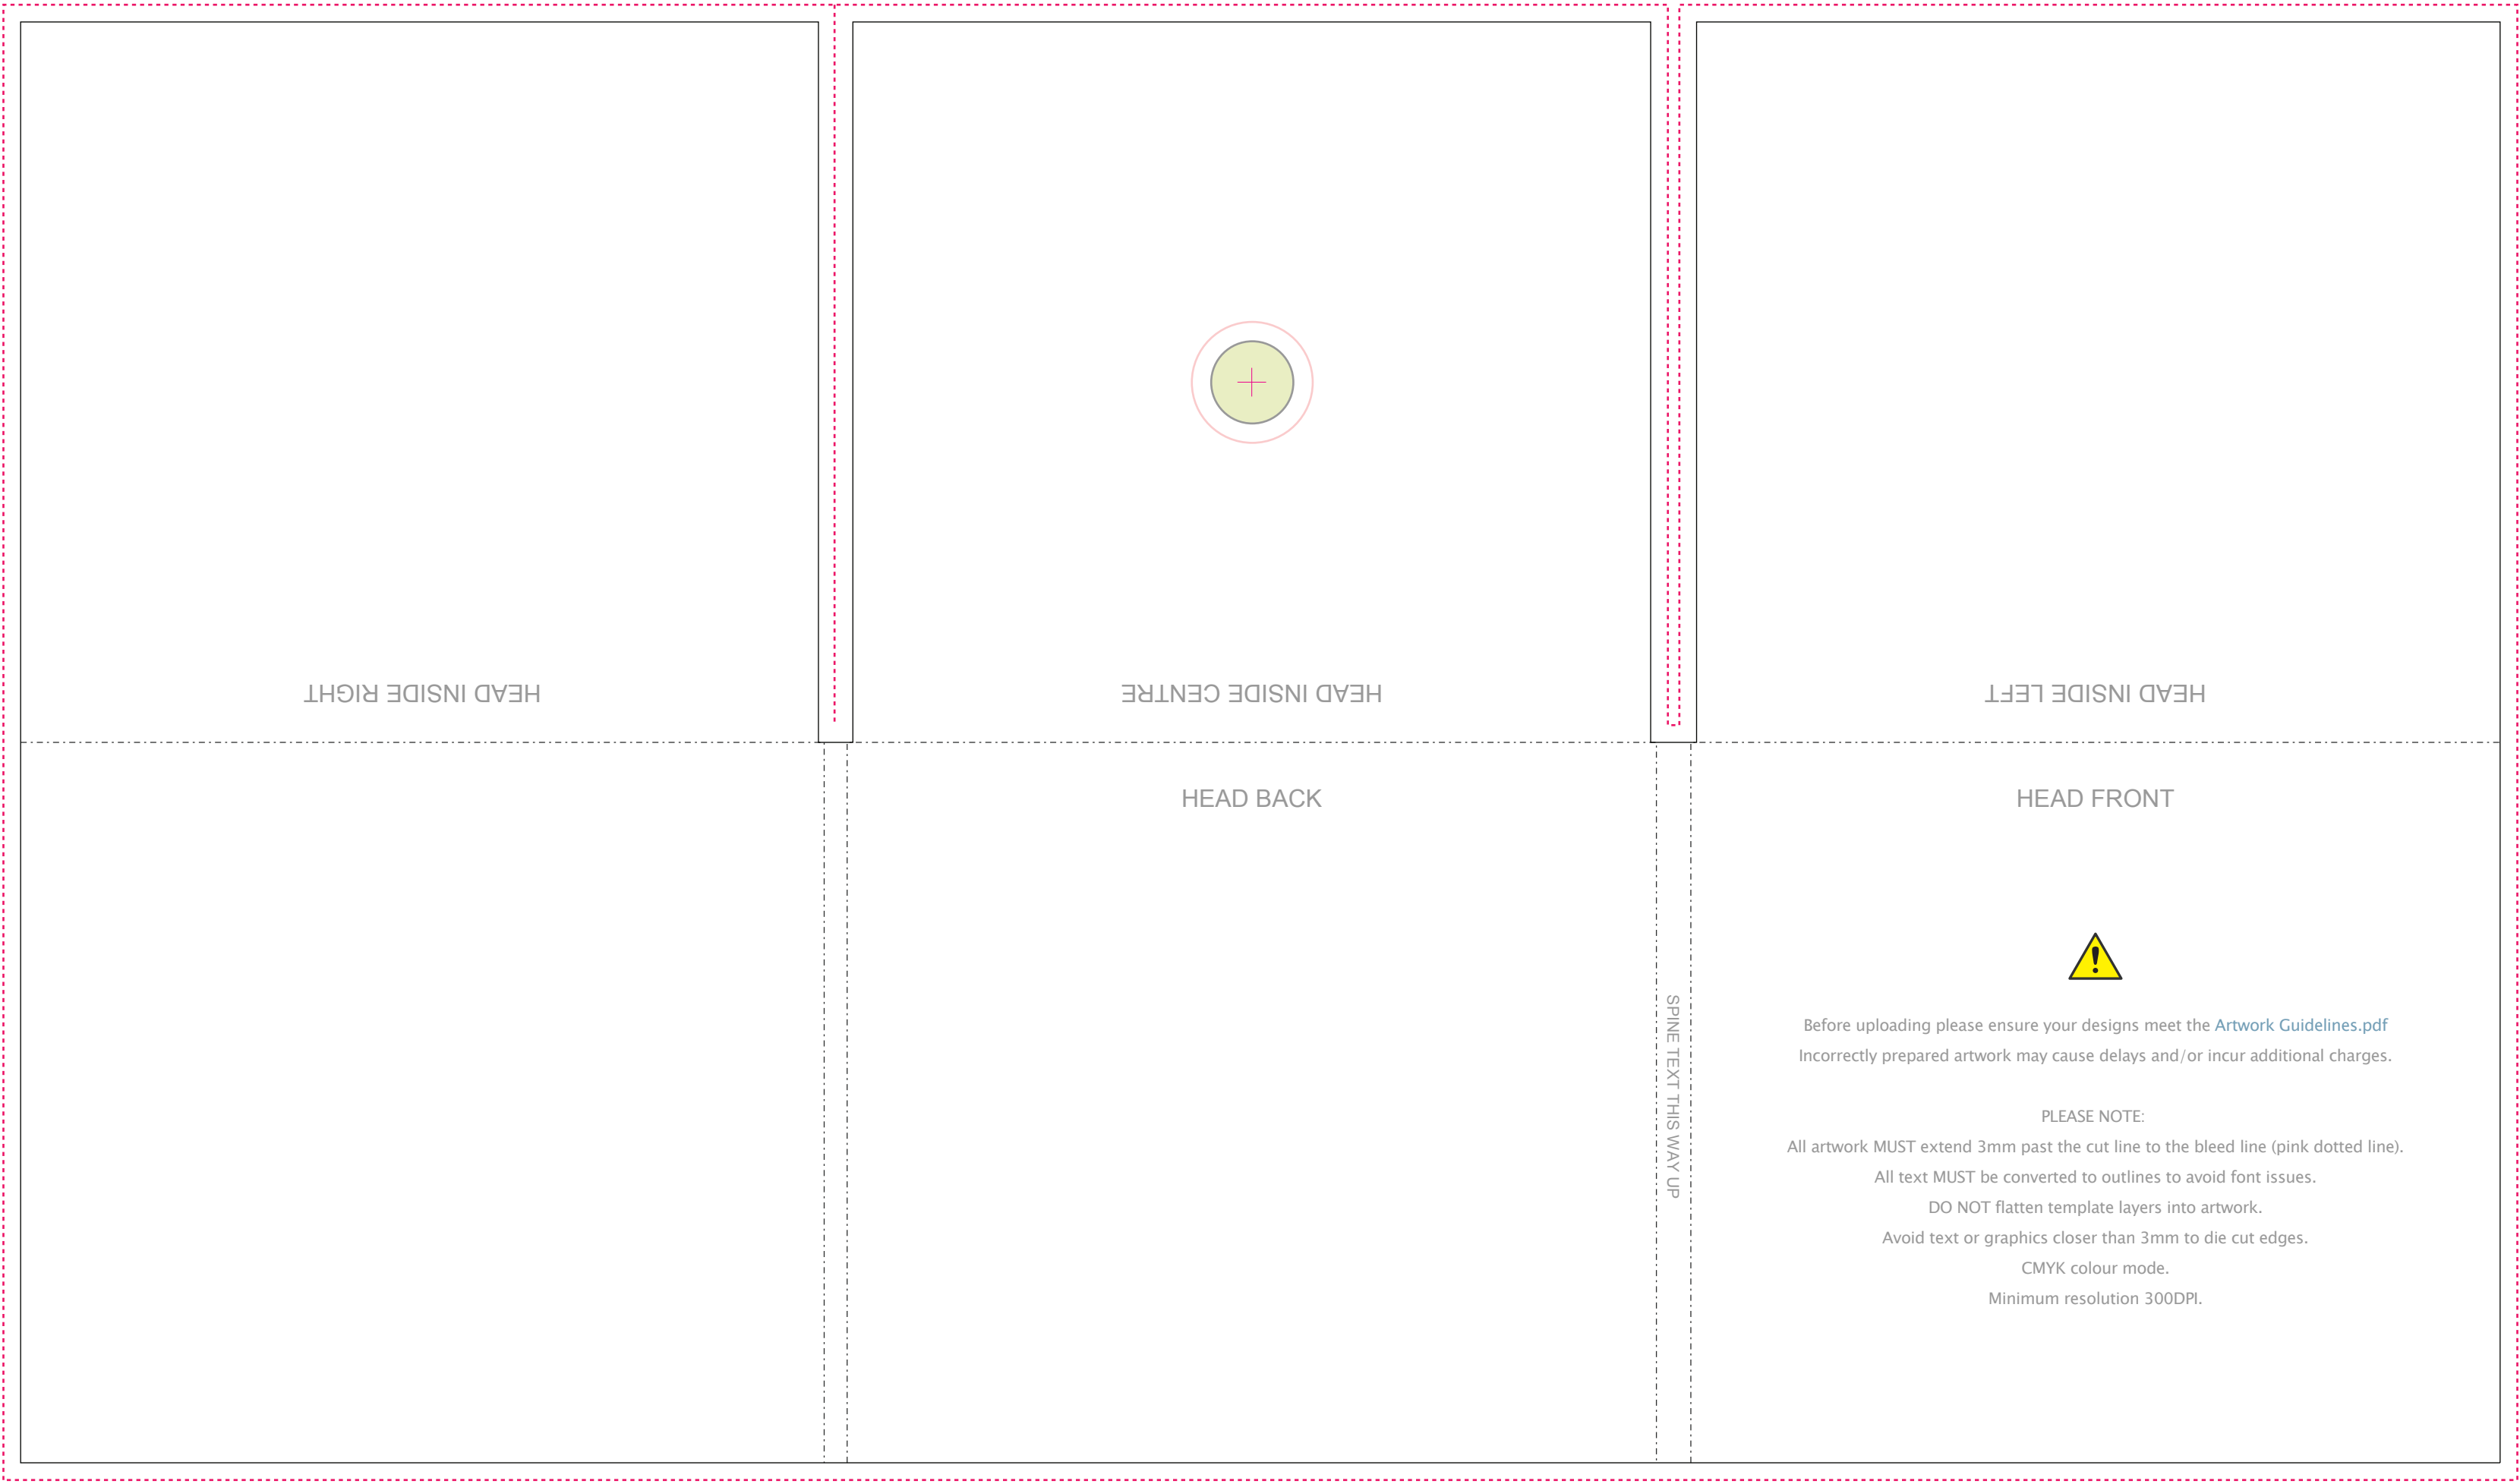 HEAD INSIDE RIGHT
HEAD INSIDE CENTRE
HEAD INSIDE LEFT
HEAD BACK
SPINE TEXT THIS WAY UP
HEAD FRONT
Before uploading please ensure your designs meet the Artwork Guidelines.pdf
Incorrectly prepared artwork may cause delays and/or incur additional charges.
PLEASE NOTE:
All artwork MUST extend 3mm past the cut line to the bleed line (pink dotted line).
All text MUST be converted to outlines to avoid font issues.
DO NOT flatten template layers into artwork.
Avoid text or graphics closer than 3mm to die cut edges.
CMYK colour mode.
Minimum resolution 300DPI.